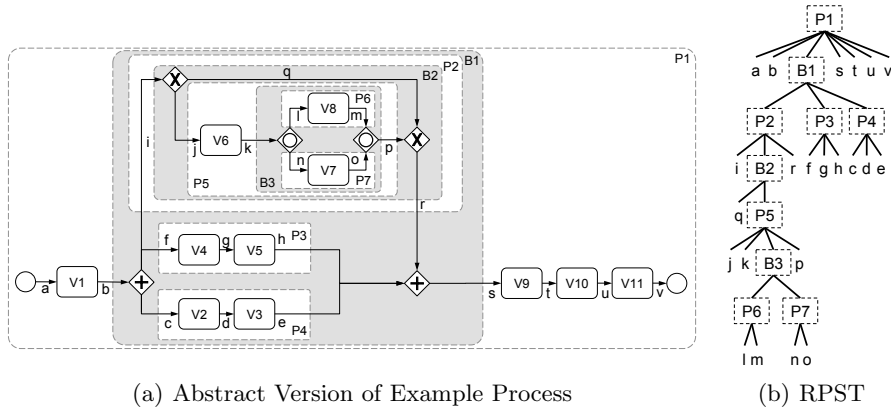 P1
B1
P2
B2
q
X
V8
P6
l
m
V6
i
j
k
X
p
n
V7
o
P7
B3
P5
r
f
V4
g
V5
h
P3
V1
a
b
+
+
s
V9
t
V10
u
V11
v
c
V2
d
V3
e
P4
(a) Abstract Version of Example Process
P1
a b B1 s t u v
P2 P3 P4
i B2 r f g h c d e
q P5
j k B3 p
P6 P7
l m n o
(b) RPST